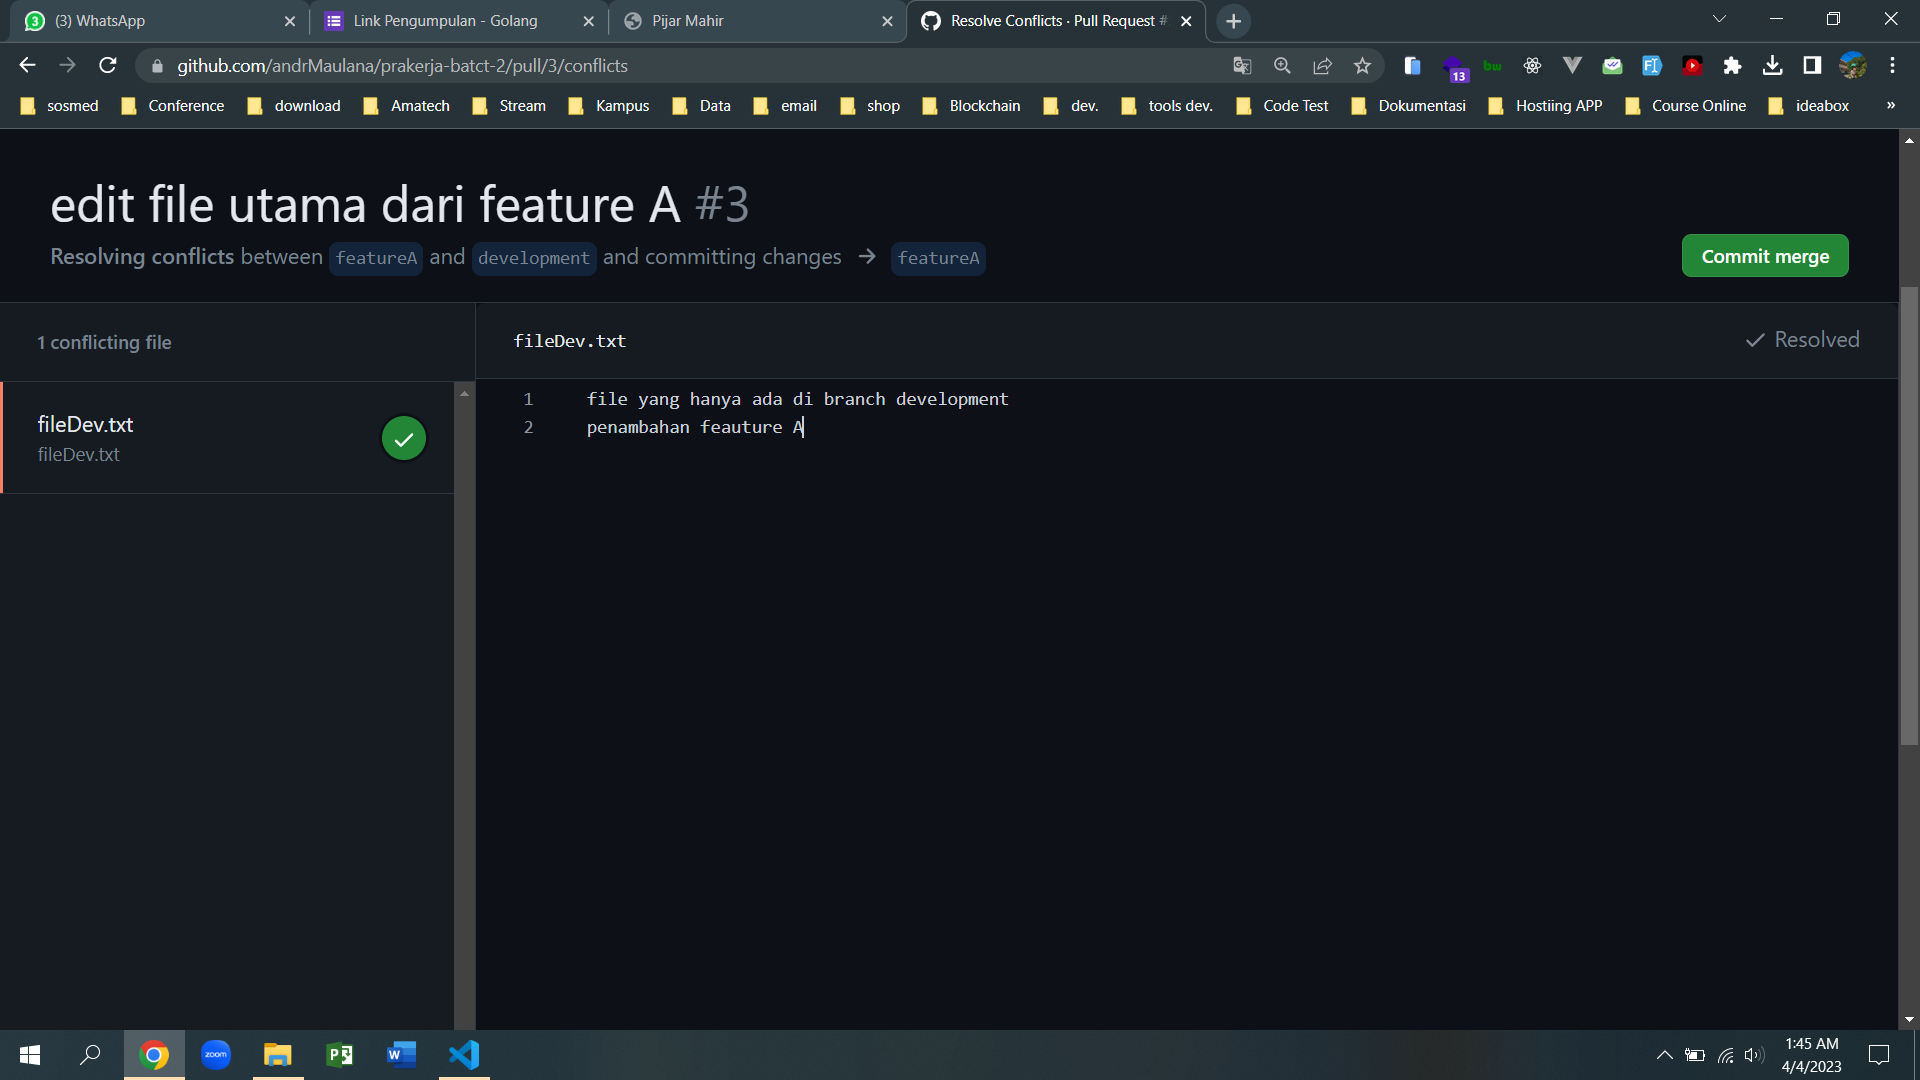 (3) WhatsApp
Link Pengumpulan - Golang
Pijar Mahir
Resolve Conflicts · Pull Request #
github.com/andrMaulana/prakerja-batct-2/pull/3/conflicts
13
bw
sosmed
Conference
download
Amatech
Stream
Kampus
Data
email
shop
Blockchain
dev.
tools dev.
Code Test
Dokumentasi
Hostiing APP
Course Online
ideabox
»
edit file utama dari feature A #3
Resolving conflicts between featureA and development and committing changes → featureA
Commit merge
1 conflicting file
fileDev.txt
fileDev.txt
fileDev.txt
Resolved
1 file yang hanya ada di branch development
2 penambahan feauture A
zoom
1:45 AM
4/4/2023